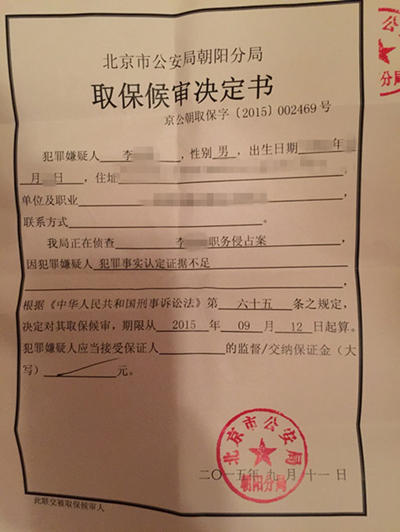 北京市公安局朝阳分局
取保候审决定书
京公朝取保字〔2015〕002469号
犯罪嫌疑人 李 ,性别 男 ,出生日期 年
月 日,住址
单位及职业
联系方式 。
我局正在侦查 李 职务侵占案
因犯罪嫌疑人 犯罪事实认定证据不足
根据《中华人民共和国刑事诉讼法》第 六十五 条之规定,
决定对其取保候审,期限从 2015 年 09 月 12 日起算。
犯罪嫌疑人应当接受保证人 的监督/交纳保证金(大
写) 元。
北京市公安局
朝阳分局
二〇一五年九月十一日
此联交被取保候审人